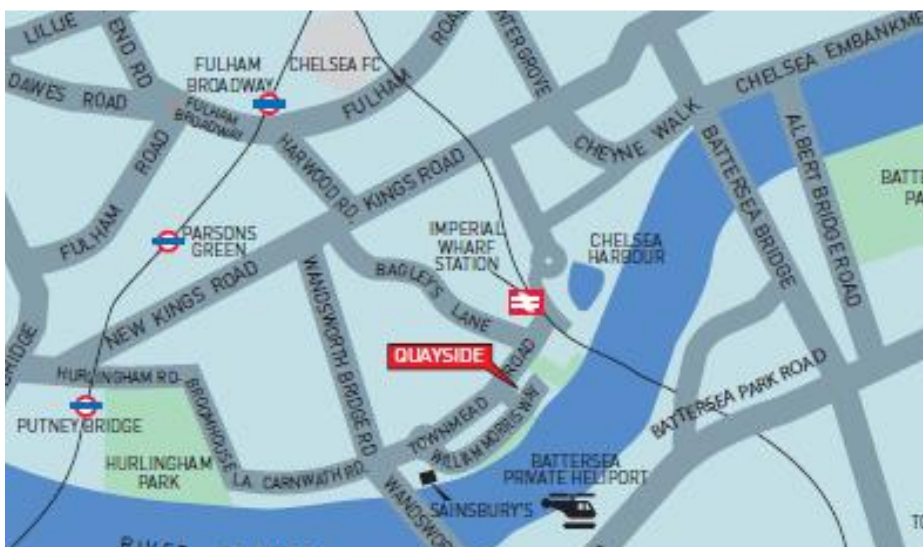 LILLIE
END RD
DAWES ROAD
FULHAM
BROADWAY
CHELSEA FC
FULHAM
ROAD
FULHAM
BROADWAY
FULHAM
ROAD
HARWOOD RD.
KINGS ROAD
CHEYNE WALK
CHELSEA EMBANKMENT
BATTERSEA BRIDGE
ALBERT BRIDGE ROAD
PARSONS
GREEN
IMPERIAL
WHARF
STATION
CHELSEA
HARBOUR
NEW KINGS ROAD
WANDSWORTH BRIDGE RD
BAGLEY'S
LANE
QUAYSIDE
TOWNMEAD
ROAD
WILLIAM MORRIS WAY
BRIDGE
HURLINGHAM RD
BROOMHOUSE
LA.
CARNWATH RD.
PUTNEY BRIDGE
HURLINGHAM
PARK
BATTERSEA PARK ROAD
BATTERSEA
PRIVATE HELIPORT
SAINSBURY'S